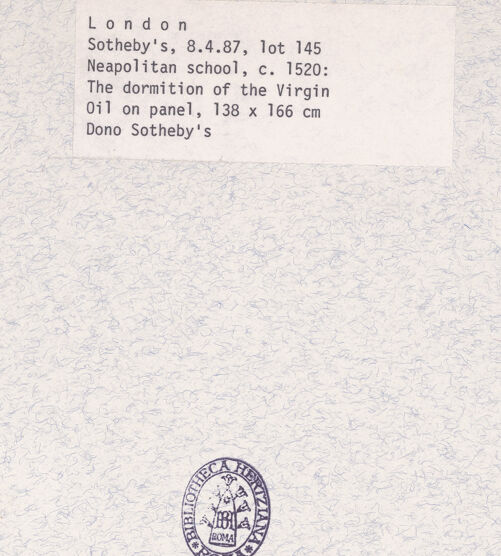 L o n d o n
Sotheby's, 8.4.87, lot 145
Neapolitan school, c. 1520:
The dormition of the Virgin
Oil on panel, 138 x 166 cm
Dono Sotheby's
BIBLIOTHECA HERTZIANA
ROMA